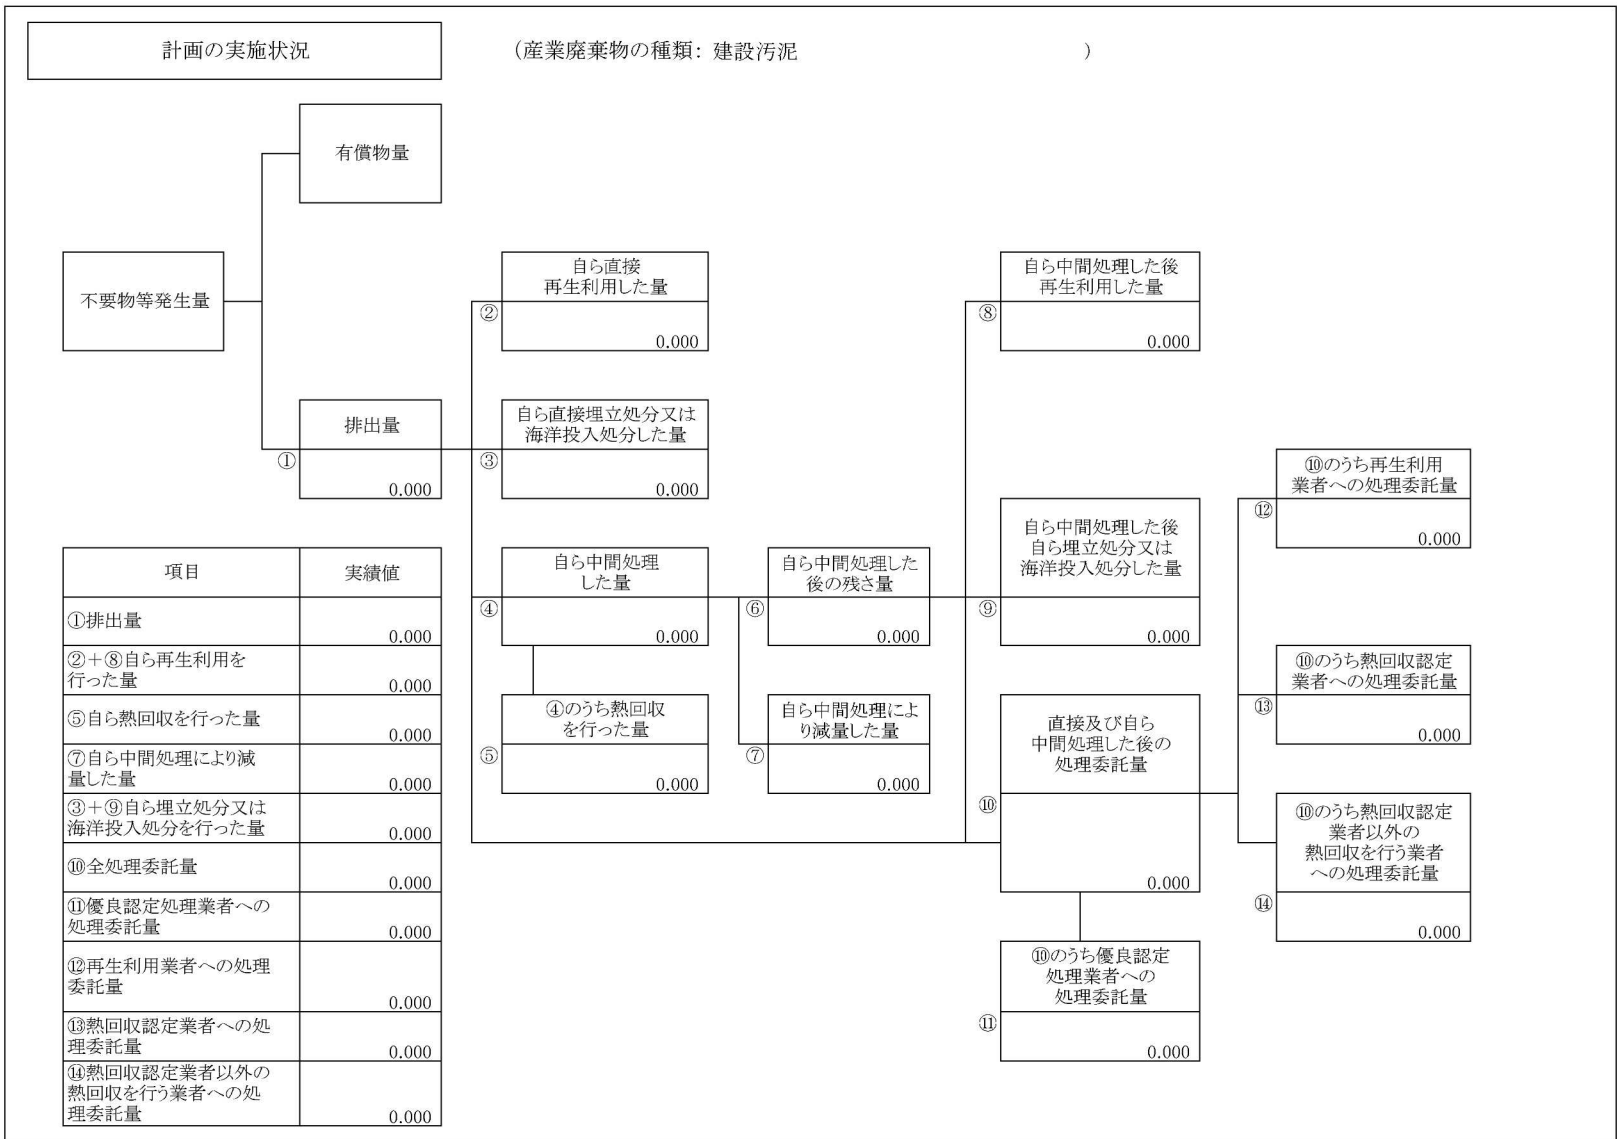 計画の実施状況
（産業廃棄物の種類：建設汚泥　）
有償物量
不要物等発生量
自ら直接
再生利用した量
②
0.000
自ら中間処理した後
再生利用した量
⑧
0.000
排出量
①
0.000
自ら直接埋立処分又は
海洋投入処分した量
③
0.000
⑩のうち再生利用
業者への処理委託量
⑫
0.000
自ら中間処理した後
自ら埋立処分又は
海洋投入処分した量
⑨
0.000
自ら中間処理
した量
④
0.000
自ら中間処理した
後の残さ量
⑥
0.000
⑩のうち熱回収認定
業者への処理委託量
⑬
0.000
④のうち熱回収
を行った量
⑤
0.000
自ら中間処理によ
り減量した量
⑦
0.000
直接及び自ら
中間処理した後の
処理委託量
⑩
0.000
⑩のうち熱回収認定
業者以外の
熱回収を行う業者
への処理委託量
⑭
0.000
⑩のうち優良認定
処理業者への
処理委託量
⑪
0.000
項目 実績値
①排出量
0.000
②＋⑧自ら再生利用を
行った量
0.000
⑤自ら熱回収を行った量
0.000
⑦自ら中間処理により減
量した量
0.000
③＋⑨自ら埋立処分又は
海洋投入処分を行った量
0.000
⑩全処理委託量
0.000
⑪優良認定処理業者への
処理委託量
0.000
⑫再生利用業者への処理
委託量
0.000
⑬熱回収認定業者への処
理委託量
0.000
⑭熱回収認定業者以外の
熱回収を行う業者への処
理委託量
0.000